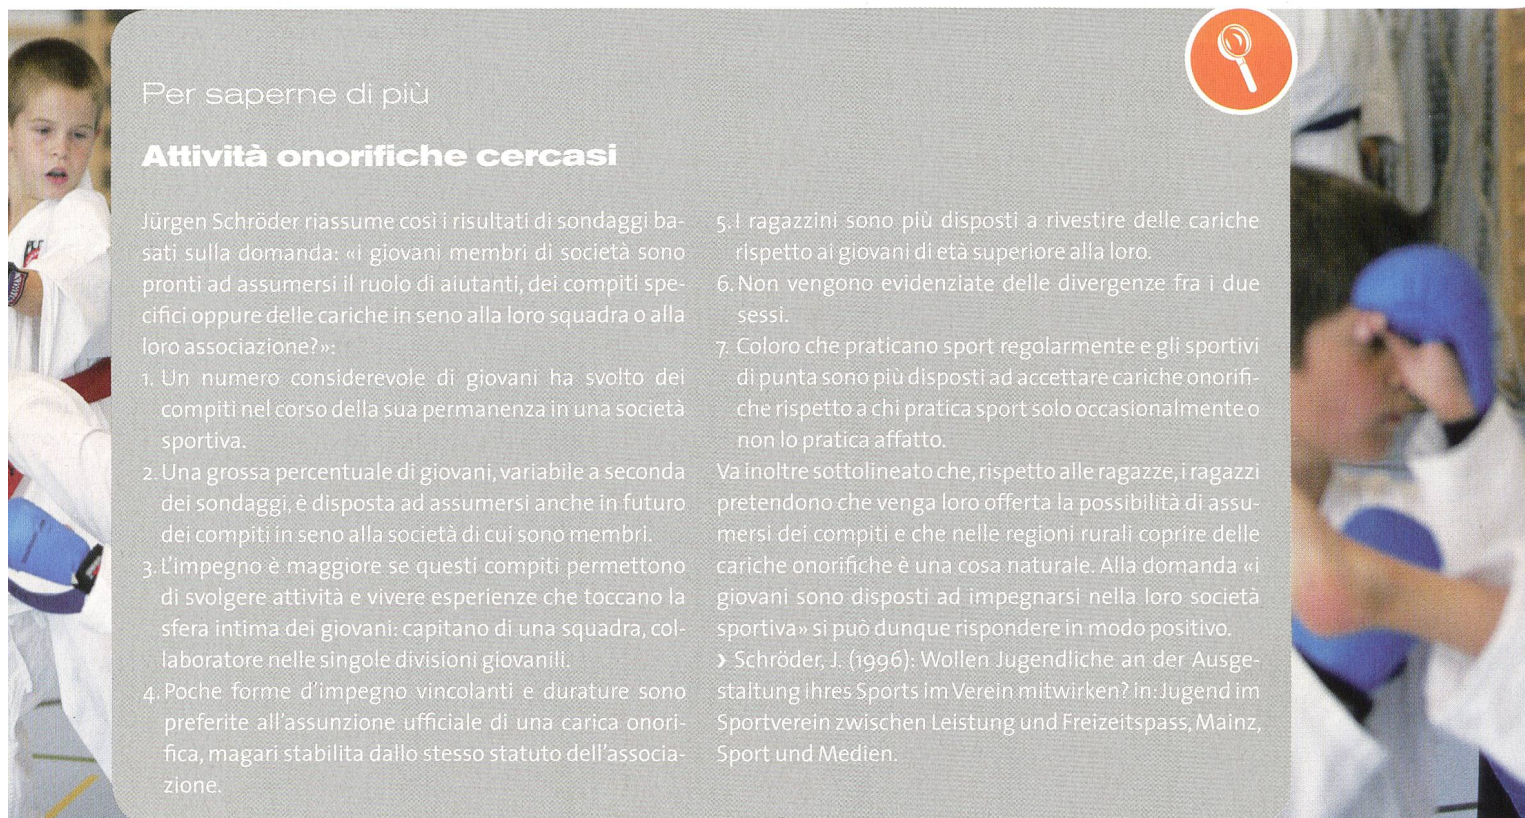 Per saperne di più
Attività onorifiche cercasi
Jürgen Schröder riassume così i risultati di sondaggi ba-
sati sulla domanda: «i giovani membri di società sono
pronti ad assumersi il ruolo di aiutanti, dei compiti spe-
cifici oppure delle cariche in seno alla loro squadra o alla
loro associazione?»:
1. Un numero considerevole di giovani ha svolto dei
compiti nel corso della sua permanenza in una società
sportiva.
2. Una grossa percentuale di giovani, variabile a seconda
dei sondaggi, è disposta ad assumersi anche in futuro
dei compiti in seno alla società di cui sono membri.
3. L'impegno è maggiore se questi compiti permettono
di svolgere attività e vivere esperienze che toccano la
sfera intima dei giovani: capitano di una squadra, col-
laboratore nelle singole divisioni giovanili.
4. Poche forme d'impegno vincolanti e durature sono
preferite all'assunzione ufficiale di una carica onori-
fica, magari stabilita dallo stesso statuto dell'associa-
zione.
5. I ragazzini sono più disposti a rivestire delle cariche
rispetto ai giovani di età superiore alla loro.
6. Non vengono evidenziate delle divergenze fra i due
sessi.
7. Coloro che praticano sport regolarmente e gli sportivi
di punta sono più disposti ad accettare cariche onorifi-
che rispetto a chi pratica sport solo occasionalmente o
non lo pratica affatto.
Va inoltre sottolineato che, rispetto alle ragazze, i ragazzi
pretendono che venga loro offerta la possibilità di assu-
mersi dei compiti e che nelle regioni rurali coprire delle
cariche onorifiche è una cosa naturale. Alla domanda «i
giovani sono disposti ad impegnarsi nella loro società
sportiva» si può dunque rispondere in modo positivo.
› Schröder, J. (1996): Wollen Jugendliche an der Ausge-
staltung ihres Sports im Verein mitwirken? in: Jugend im
Sportverein zwischen Leistung und Freizeitspass, Mainz,
Sport und Medien.